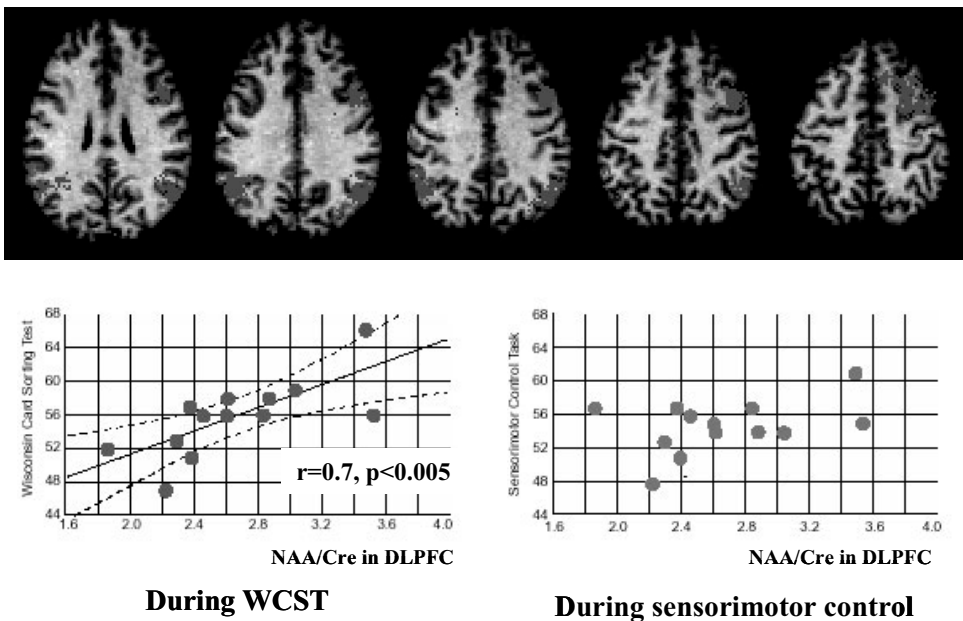 Wisconsin Card Sorting Test
68
64
60
56
52
48
44
1.6 2.0 2.4 2.8 3.2 3.6 4.0
r=0.7, p<0.005
NAA/Cre in DLPFC
During WCST
Sensorimotor Control Task
68
64
60
56
52
48
44
1.6 2.0 2.4 2.8 3.2 3.6 4.0
NAA/Cre in DLPFC
During sensorimotor control